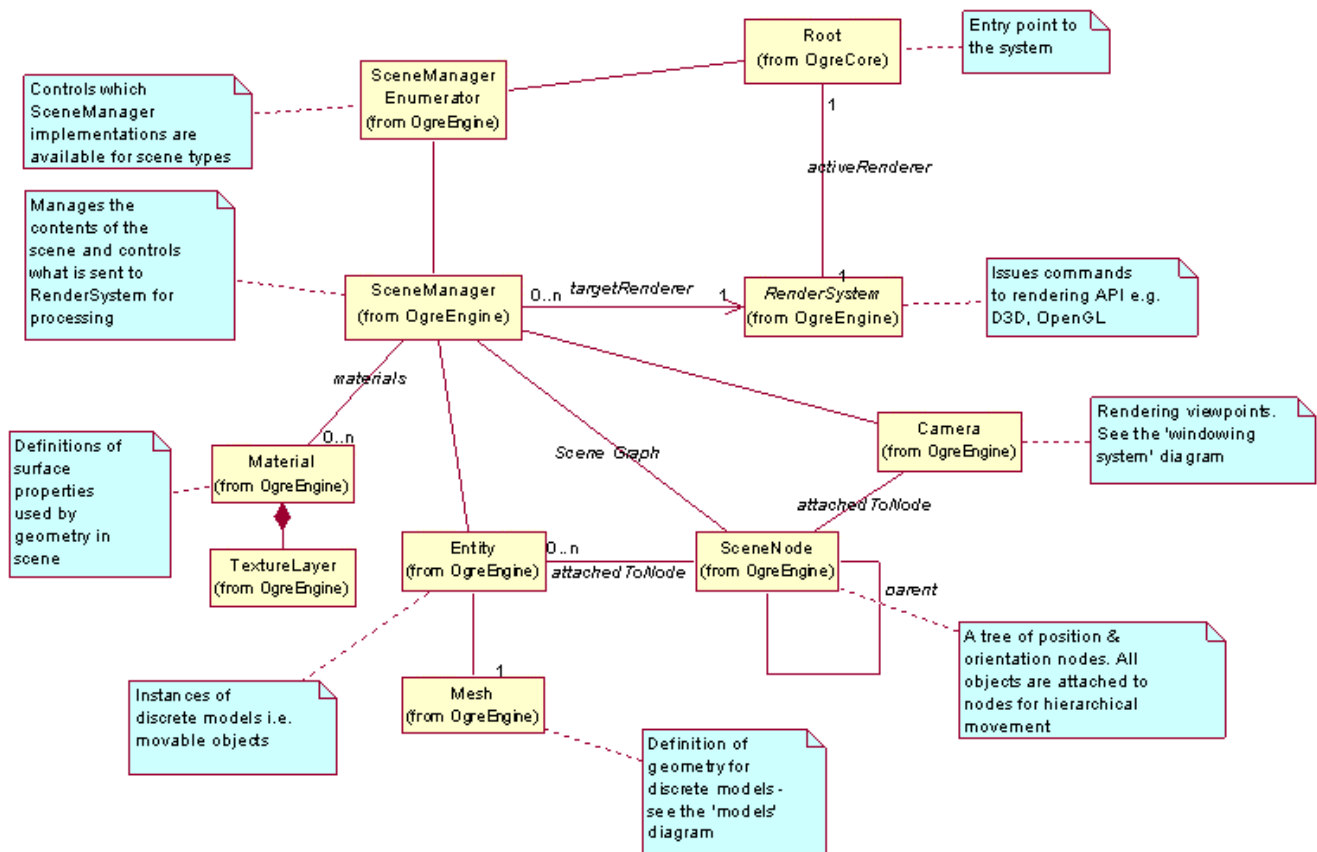 Root
(from OgreCore)
Entry point to
the system
SceneManager
Enumerator
(from OgreEngine)
Controls which
SceneManager
implementations are
available for scene types
1
activeRenderer
1
Manages the
contents of the
scene and controls
what is sent to
RenderSystem for
processing
SceneManager
(from OgreEngine)
0..n
targetRenderer
1
RenderSystem
(from OgreEngine)
Issues commands
to rendering API e.g.
D3D, OpenGL
materials
0..n
Definitions of
surface
properties
used by
geometry in
scene
Material
(from OgreEngine)
TextureLayer
(from OgreEngine)
Scene Graph
Camera
(from OgreEngine)
Rendering viewpoints.
See the 'windowing
system' diagram
attachedToNode
Entity
(from OgreEngine)
0..n
attachedToNode
SceneNode
(from OgreEngine)
parent
A tree of position &
orientation nodes. All
objects are attached to
nodes for hierarchical
movement
Instances of
discrete models i.e.
movable objects
1
Mesh
(from OgreEngine)
Definition of
geometry for
discrete models -
see the 'models'
diagram